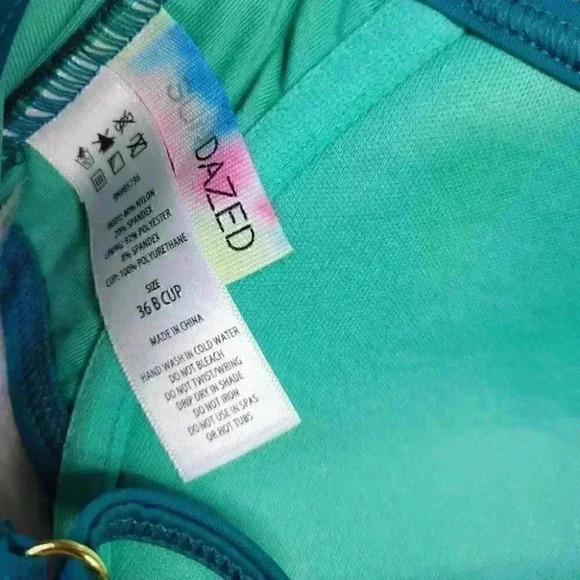 DAZED
BODY: 80% NYLON
20% SPANDEX
LINING: 92% POLYESTER
8% SPANDEX
CUP: 100% POLYURETHANE
SIZE
36 B CUP
MADE IN CHINA
HAND WASH IN COLD WATER
DO NOT BLEACH
DO NOT TWIST/WRING
DRIP DRY IN SHADE
DO NOT IRON
DO NOT USE IN SPAS
OR HOT TUBS